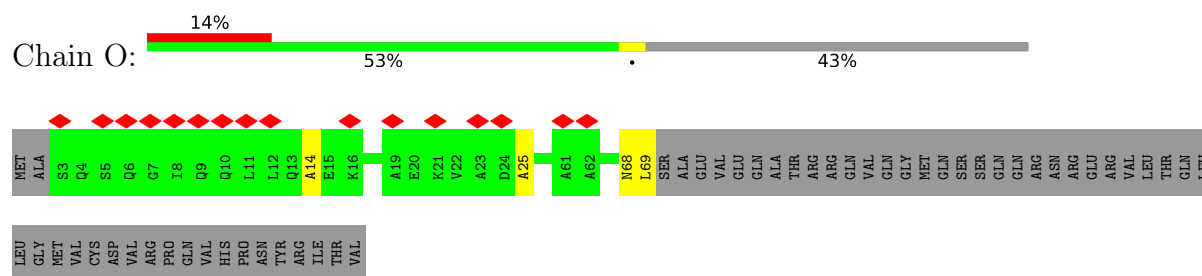 14%
Chain O:
53% • 43%
MET ALA S3 Q4 S5 Q6 G7 I8 Q9 Q10 L11 L12 Q13 A14 E15 K16 A19 E20 K21 V22 A23 D24 A25 A61 A62 N68 L69 SER ALA GLU VAL GLU GLN ALA THR ARG ARG GLN VAL GLN GLY MET GLN SER SER GLN GLN ARG ASN ARG GLU ARG VAL LEU THR GLN LEU
LEU GLY MET VAL CYS ASP VAL ARG PRO GLN VAL HIS PRO ASN TYR ARG ILE THR VAL